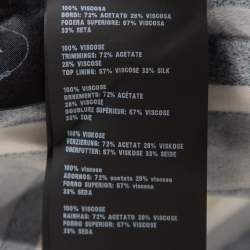 100% VISCOSA
BORDI: 72% ACETATO 28% VISCOSA
FODERA SUPERIORE: 67% VISCOSA
33% SETA
100% VISCOSE
TRIMMINGS: 72% ACETATE
28% VISCOSE
TOP LINING: 67% VISCOSE 33% SILK
100% VISCOSE
ORNEMENTO: 72% ACETATE
28% VISCOSE
DOUBLURE SUPÉRIEUR: 67% VISCOSE
33% SOIE
100% VISKOSE
VERZIERUNG: 72% ACETAT 28% VISKOSE
OBERFUTTER: 67% VISKOSE 33% SEIDE
100% viscosa
ADORNOS: 72% acetato 28% viscosa
FORRO SUPERIOR: 67% viscosa
33% SEDA
100% VISCOSE
BAINHAS: 72% ACETATO 28% VISCOSE
FORRO SUPERIOR: 67% VISCOSE
33% SEDA